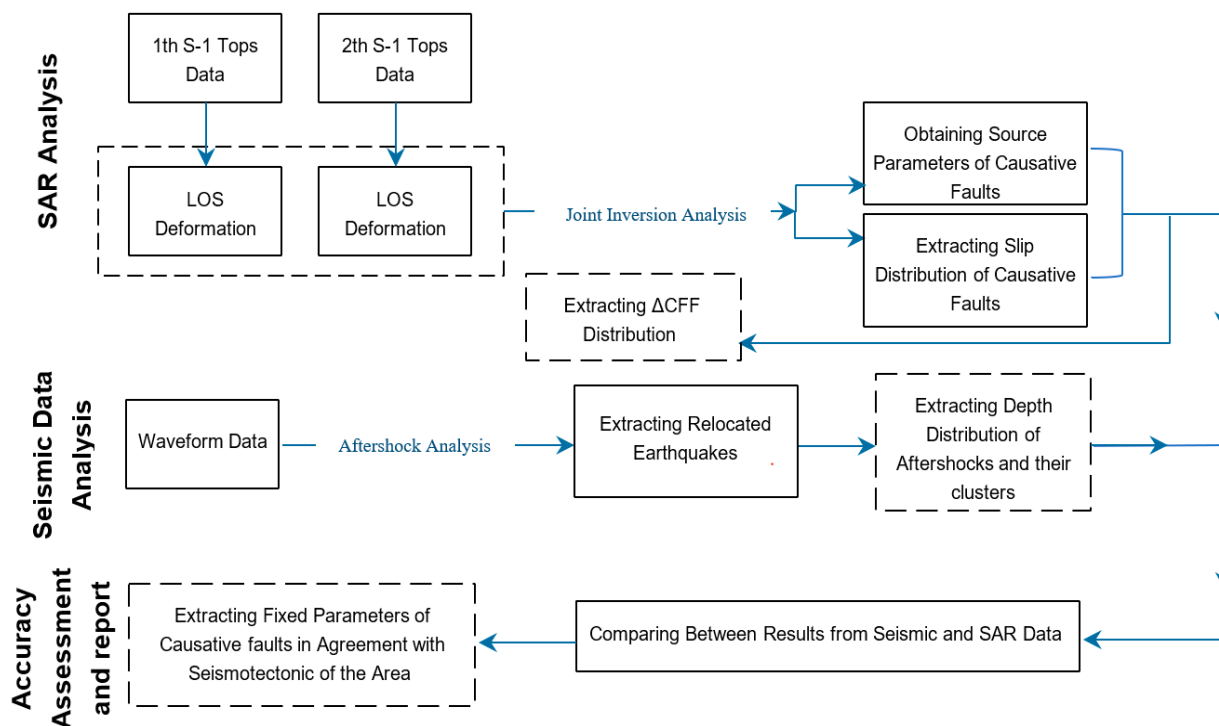 SAR Analysis
1th S-1 Tops
Data
2th S-1 Tops
Data
LOS
Deformation
LOS
Deformation
Joint Inversion Analysis
Obtaining Source
Parameters of Causative
Faults
Extracting Slip
Distribution of Causative
Faults
Extracting ΔCFF
Distribution
Seismic Data
Analysis
Waveform Data
Aftershock Analysis
Extracting Relocated
Earthquakes
Extracting Depth
Distribution of
Aftershocks and their
clusters
Accuracy
Assessment
and report
Extracting Fixed Parameters of
Causative faults in Agreement with
Seismotectonic of the Area
Comparing Between Results from Seismic and SAR Data